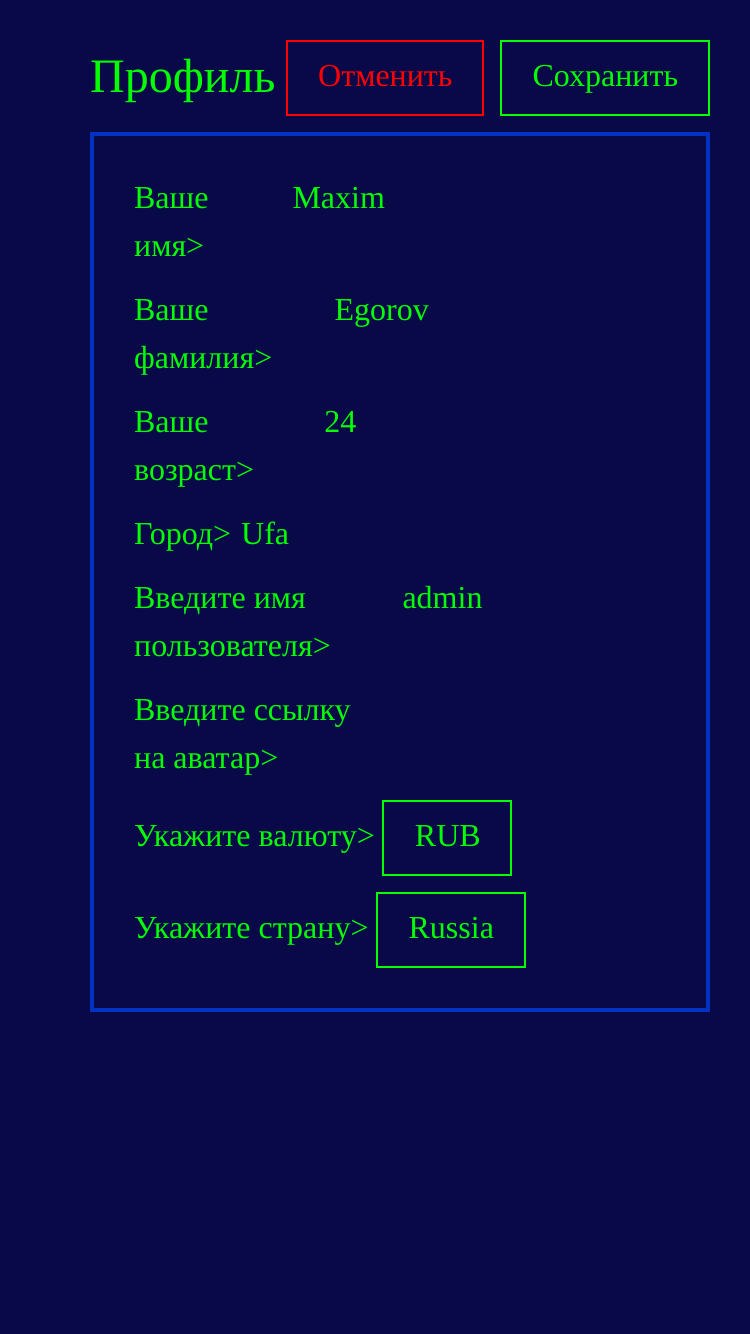 Профиль Отменить Сохранить
Ваше Maxim
имя>
Ваше Egorov
фамилия>
Ваше 24
возраст>
Город> Ufa
Введите имя admin
пользователя>
Введите ссылку
на аватар>
Укажите валюту> RUB
Укажите страну> Russia